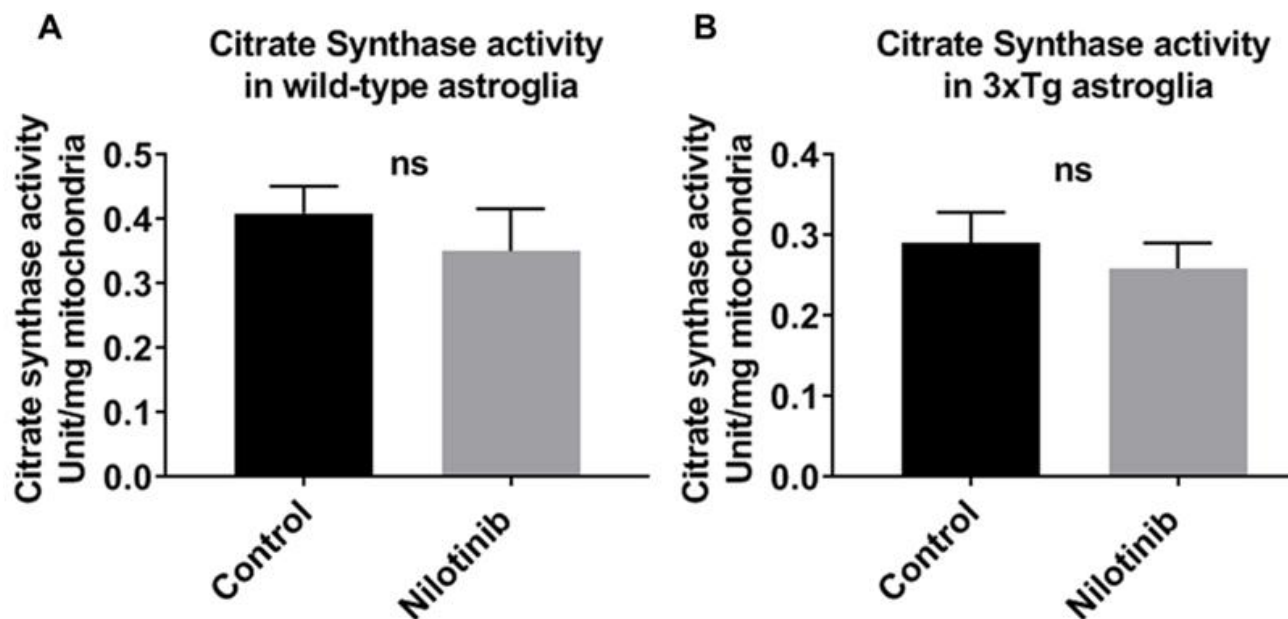 A
Citrate Synthase activity
in wild-type astroglia
Citrate synthase activity
Unit/mg mitochondria
0.5
0.4
0.3
0.2
0.1
0.0
ns
Control
Nilotinib
B
Citrate Synthase activity
in 3xTg astroglia
Citrate synthase activity
Unit/mg mitochondria
0.4
0.3
0.2
0.1
0.0
ns
Control
Nilotinib